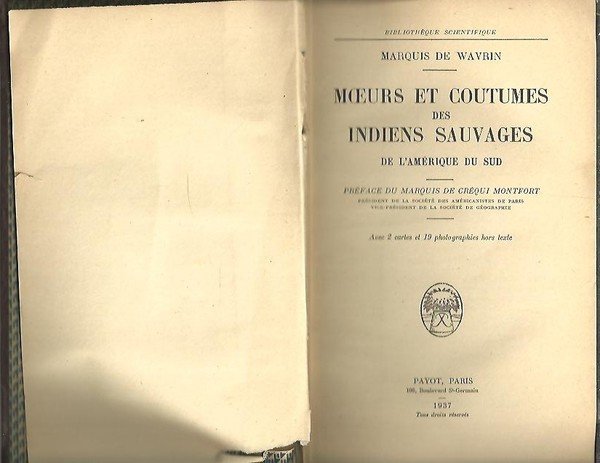 BIBLIOTHÈQUE SCIENTIFIQUE
MARQUIS DE WAVRIN
MŒURS ET COUTUMES
DES
INDIENS SAUVAGES
DE L'AMÉRIQUE DU SUD
PRÉFACE DU MARQUIS DE CRÉQUI MONTFORT
PRÉSIDENT DE LA SOCIÉTÉ DES AMÉRICANISTES DE PARIS
VICE-PRÉSIDENT DE LA SOCIÉTÉ DE GÉOGRAPHIE
Avec 2 cartes et 19 photographies hors texte
PAYOT, PARIS
106, Boulevard St-Germain
1937
Tous droits réservés